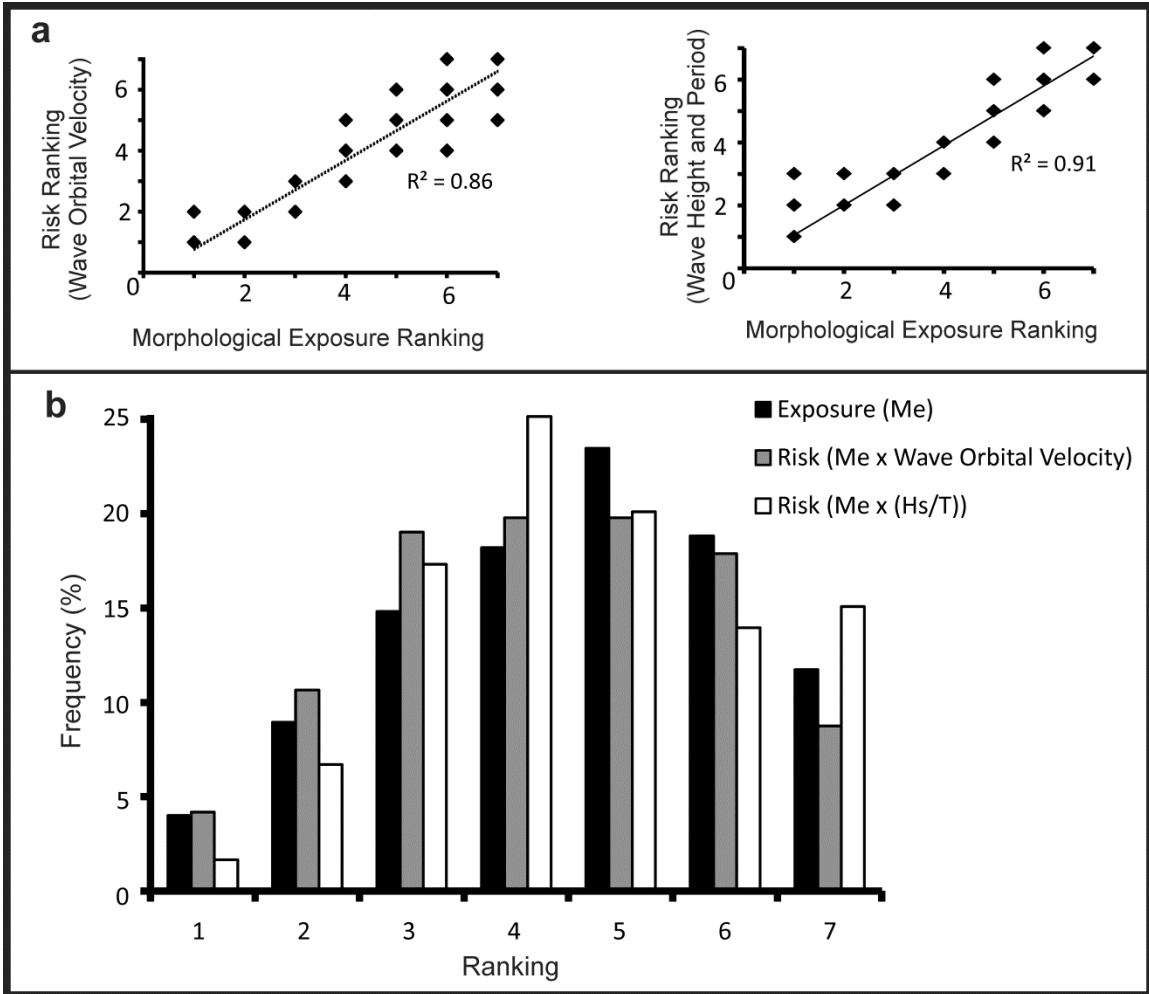 a
Risk Ranking
(Wave Orbital Velocity)
6
4
2
0
2
4
6
R² = 0.86
Morphological Exposure Ranking
Risk Ranking
(Wave Height and Period)
6
4
2
0
2
4
6
R² = 0.91
Morphological Exposure Ranking
b
Exposure (Me)
Risk (Me x Wave Orbital Velocity)
Risk (Me x (Hs/T))
Frequency (%)
25
20
15
10
5
0
1
2
3
4
5
6
7
Ranking